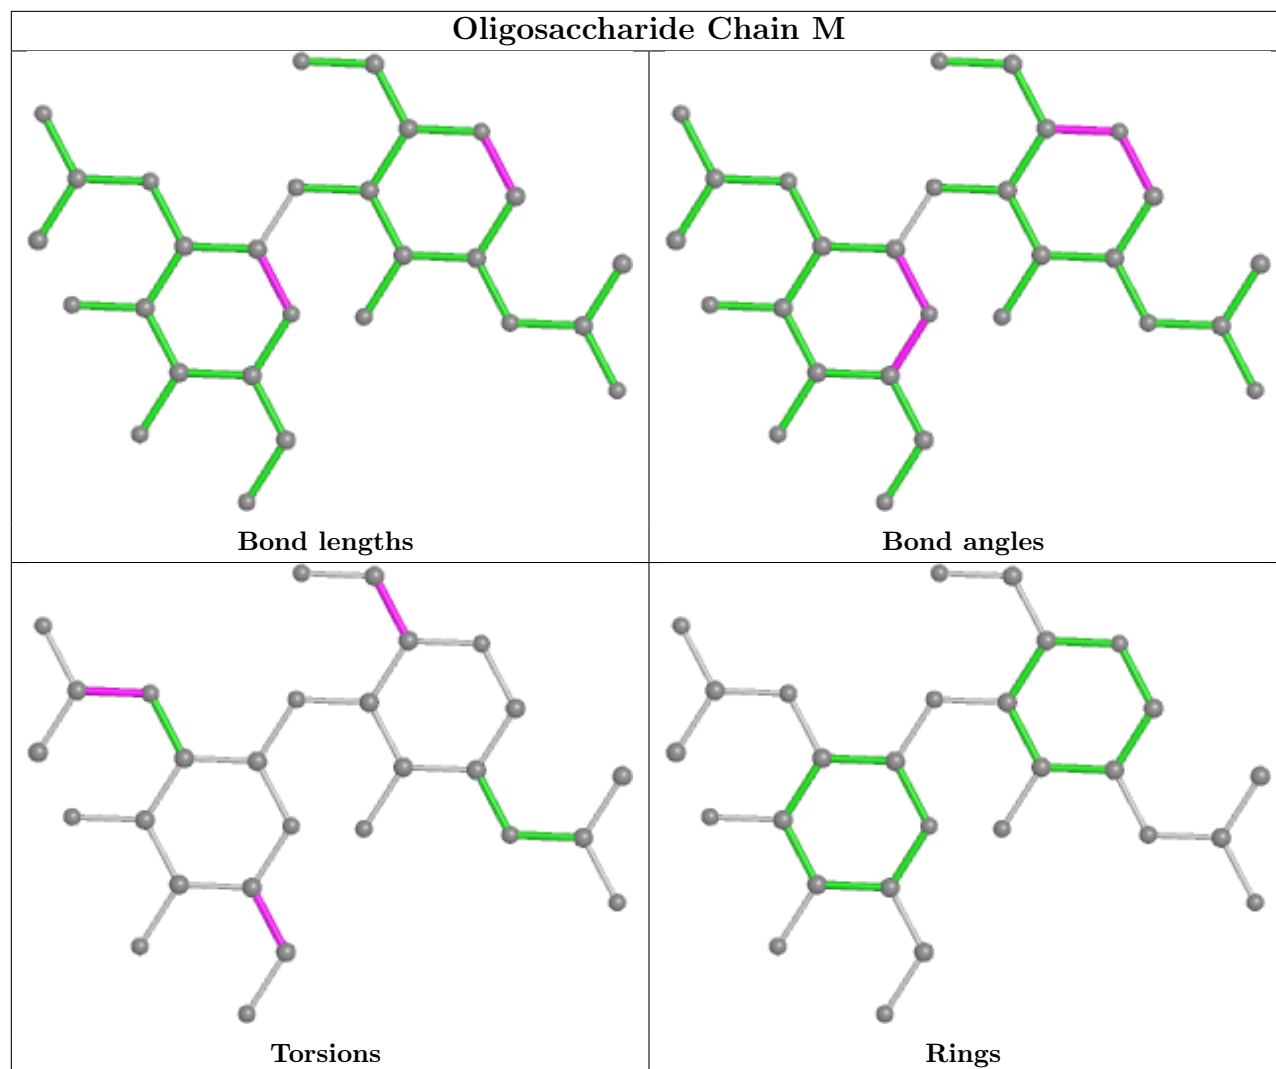 Oligosaccharide Chain M
Bond lengths
Bond angles
Torsions
Rings